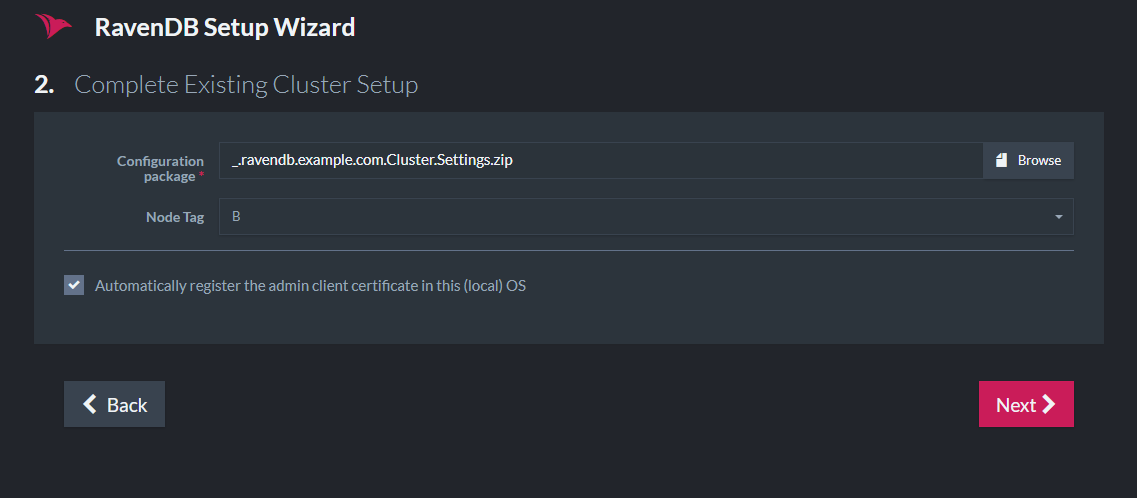 RavenDB Setup Wizard
2. Complete Existing Cluster Setup
Configuration
package *
_.ravendb.example.com.Cluster.Settings.zip
Browse
Node Tag
B
Automatically register the admin client certificate in this (local) OS
Back
Next